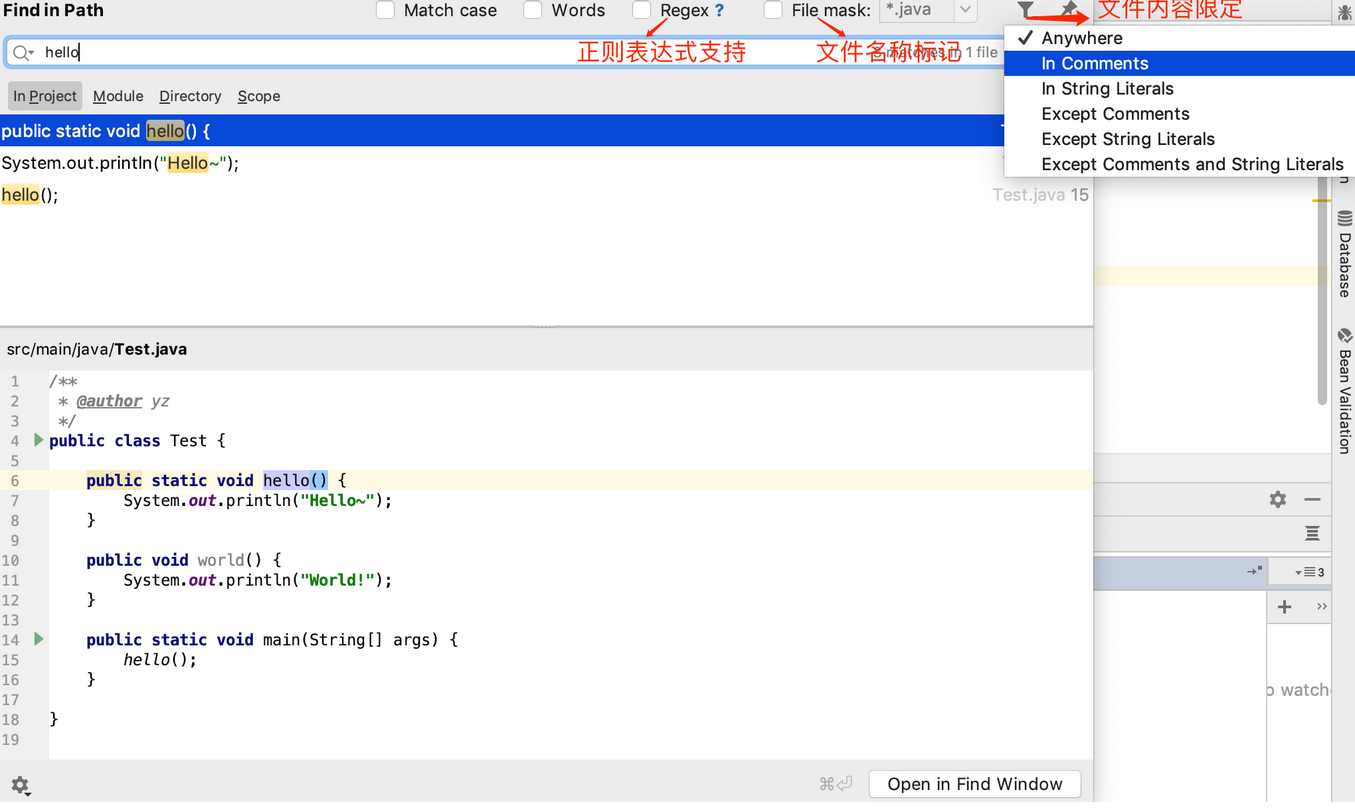 Find in Path
Match case
Words
Regex ?
File mask:
*.java
文件内容限定
hello
正则表达式支持
文件名称标记
in 1 file
Anywhere
In Comments
In String Literals
Except Comments
Except String Literals
Except Comments and String Literals
In Project
Module
Directory
Scope
public static void hello() {
System.out.println("Hello~");
hello();
Test.java 15
Database
Bean Validation
src/main/java/Test.java
1 /**
2 * @author yz
3 */
4 public class Test {
5
6 public static void hello() {
7 System.out.println("Hello~");
8 }
9
10 public void world() {
11 System.out.println("World!");
12 }
13
14 public static void main(String[] args) {
15 hello();
16 }
17
18 }
19
3
watch
⌘⏎
Open in Find Window